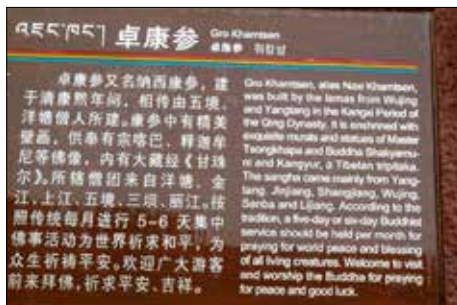 འཇང་ཁང། 卓康参 Gro Khamtsen
卓康参
卓康参又名纳西康参，建
于清康熙年间，相传由五境、
洋塘僧人所建。康参中有精美
壁画，供奉有宗喀巴、释迦牟
尼等佛像，内有大藏经《甘珠
尔》。所辖僧团来自洋塘、金
江、上江、五境、三坝、丽江。按
照传统每月进行 5-6 天集中
佛事活动为世界祈求和平，为
众生祈祷平安。欢迎广大游客
前来拜佛，祈求平安、吉祥。
Gro Khamtsen, alias Naxi Khamtsen,
was built by the lamas from Wujing
and Yangtang in the Kangxi Period of
the Qing Dynasty. It is enshrined with
exquisite murals and statues of Master
Tsongkhapa and Buddha Shakyamu-
ni and Kangyur, a Tibetan tripitaka.
The sangha came mainly from Yang-
tang, Jinjiang, Shangjiang, Wujing,
Sanba and Lijiang. According to the
tradition, a five-day or six-day Buddhist
service should be held per month for
praying for world peace and blessing
of all living creatures. Welcome to visit
and worship the Buddha for praying
for peace and good luck.